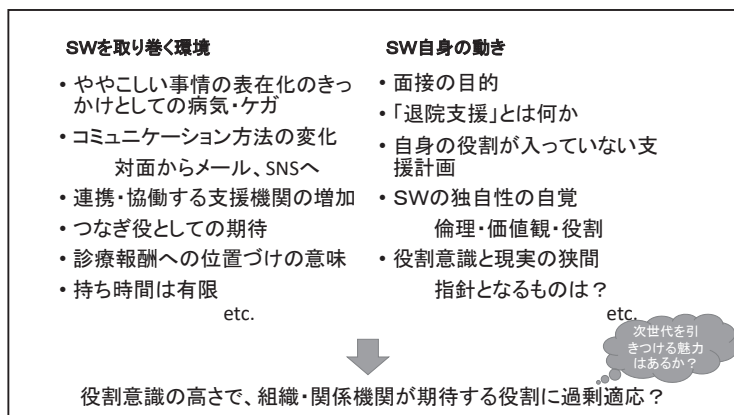 SWを取り巻く環境
・ややこしい事情の表在化のきっ
かけとしての病気・ケガ
・コミュニケーション方法の変化
対面からメール、SNSへ
・連携・協働する支援機関の増加
・つなぎ役としての期待
・診療報酬への位置づけの意味
・持ち時間は有限
etc.
SW自身の動き
・面接の目的
・「退院支援」とは何か
・自身の役割が入っていない支
援計画
・SWの独自性の自覚
倫理・価値観・役割
・役割意識と現実の狭間
指針となるものは?
etc.
次世代を引
きつける魅力
はあるか?
役割意識の高さで、組織・関係機関が期待する役割に過剰適応?